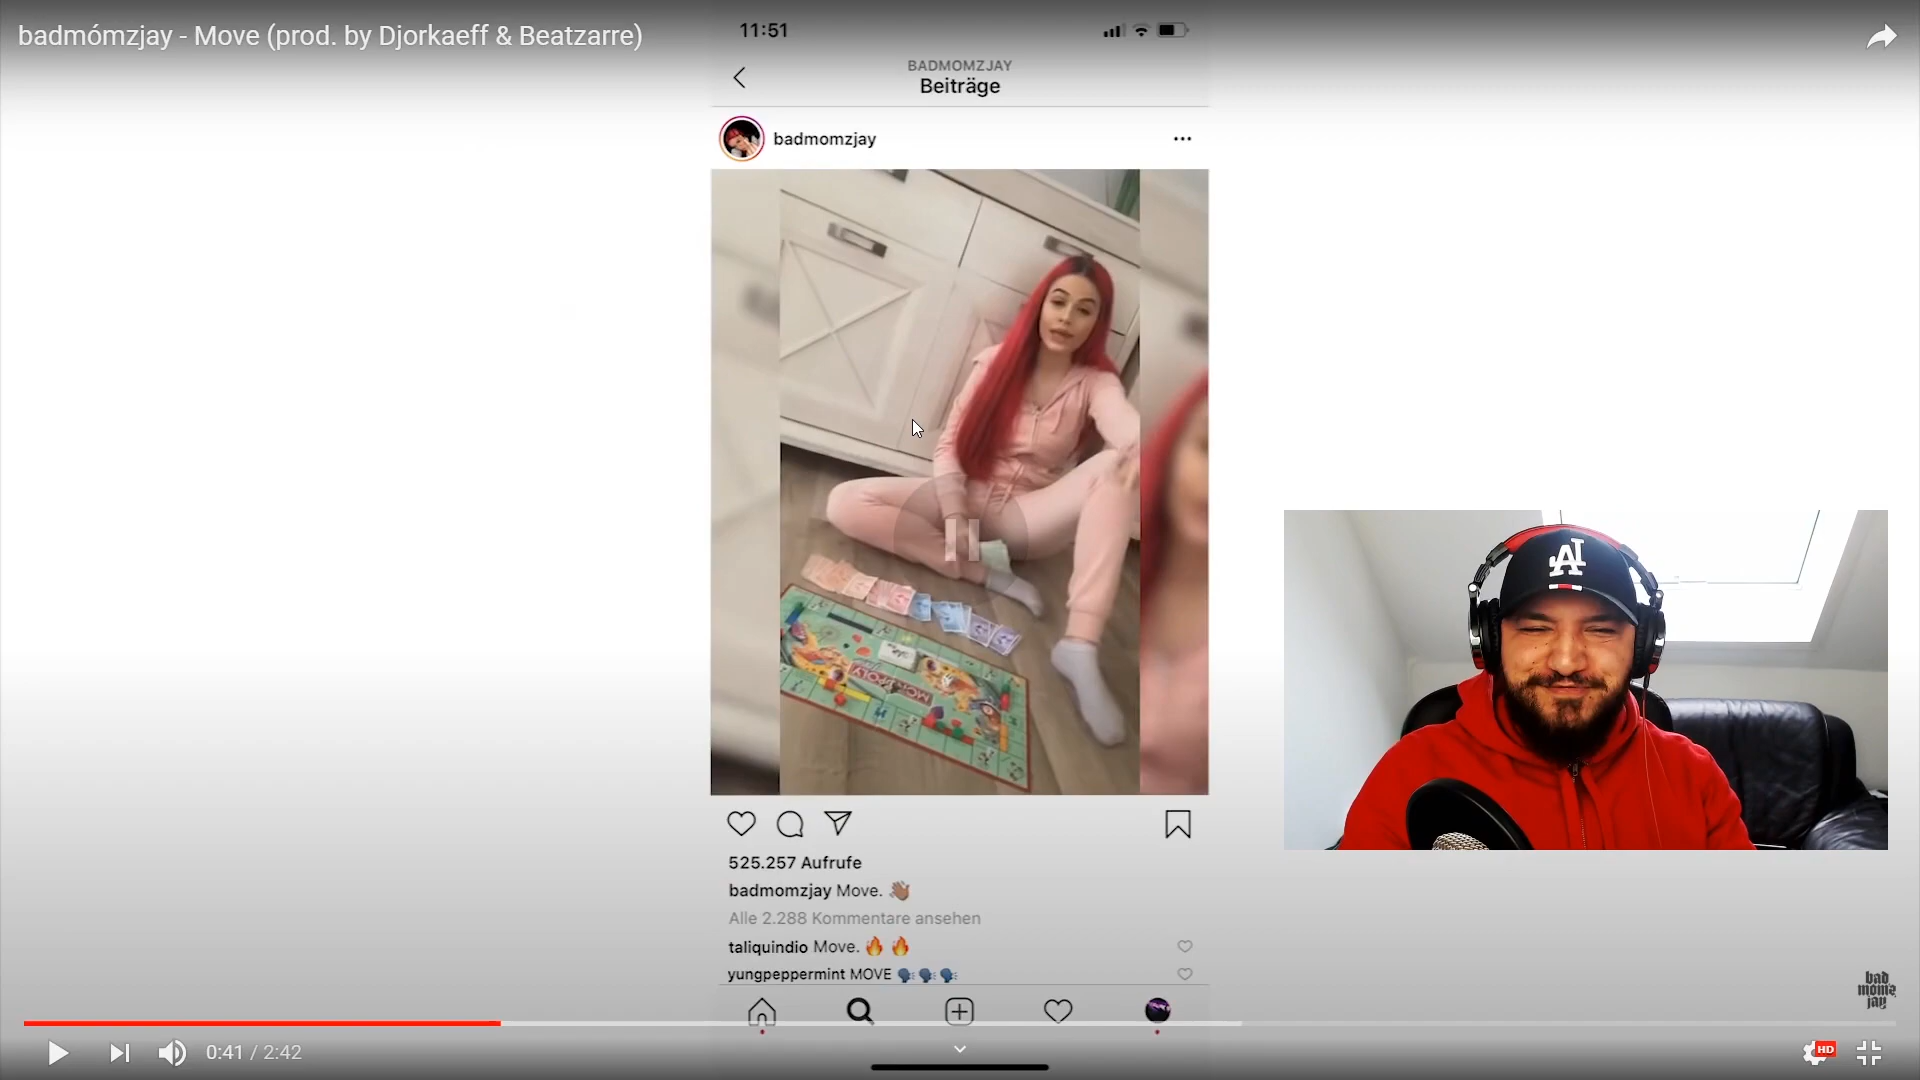 badmómzjay - Move (prod. by Djorkaeff & Beatzarre)
11:51
BADMOMZJAY
Beiträge
badmomzjay
MONOPOLY
525.257 Aufrufe
badmomzjay Move. 👋🏽
Alle 2.288 Kommentare ansehen
taliquindio Move. 🔥 🔥
yungpeppermint MOVE 🗣️🗣️🗣️
bad
momz
jay
0:41 / 2:42
HD